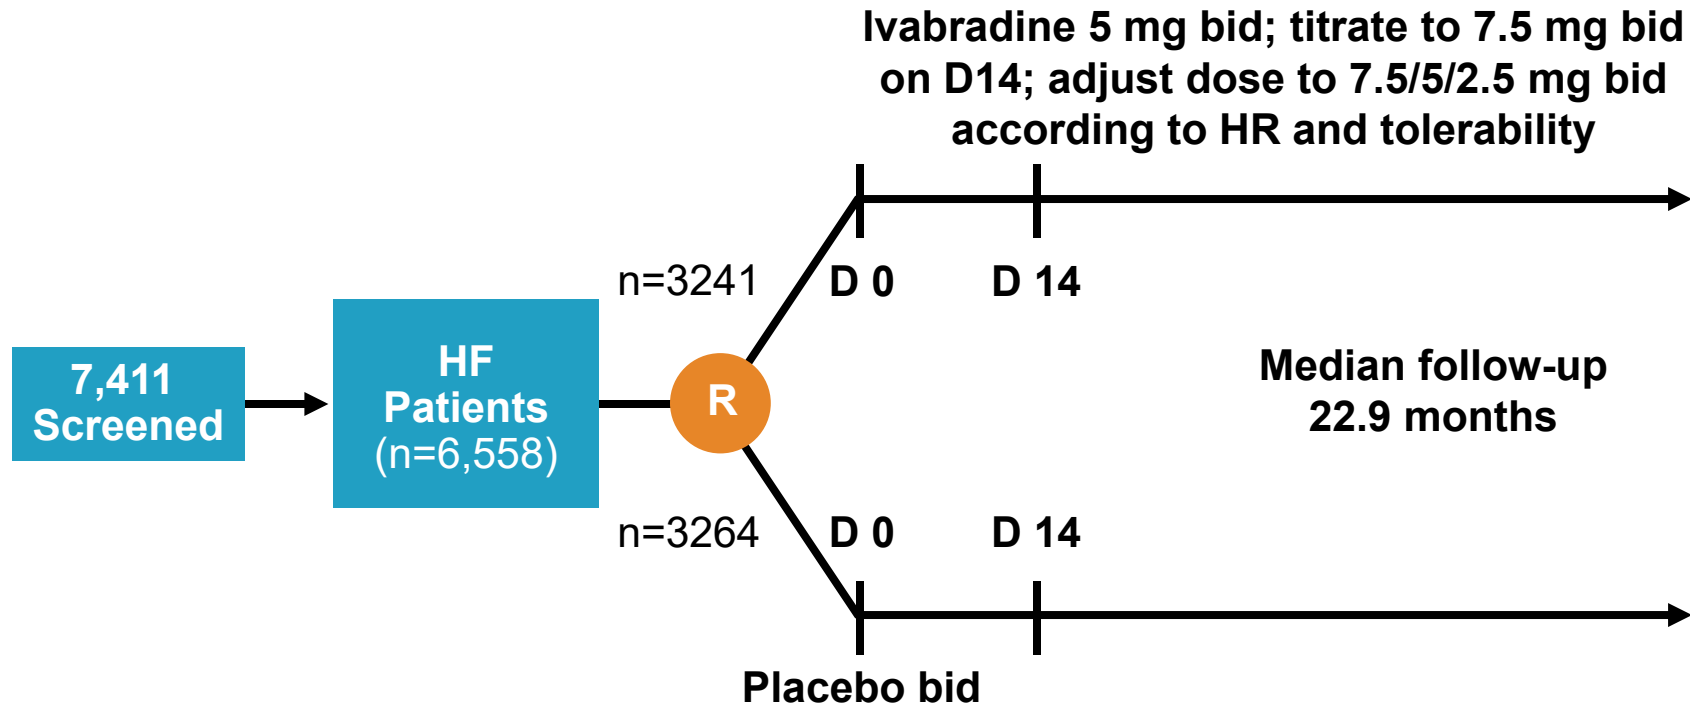 Ivabradine 5 mg bid; titrate to 7.5 mg bid
on D14; adjust dose to 7.5/5/2.5 mg bid
according to HR and tolerability
n=3241
D 0
D 14
7,411
Screened
HF
Patients
(n=6,558)
R
Median follow-up
22.9 months
n=3264
D 0
D 14
Placebo bid